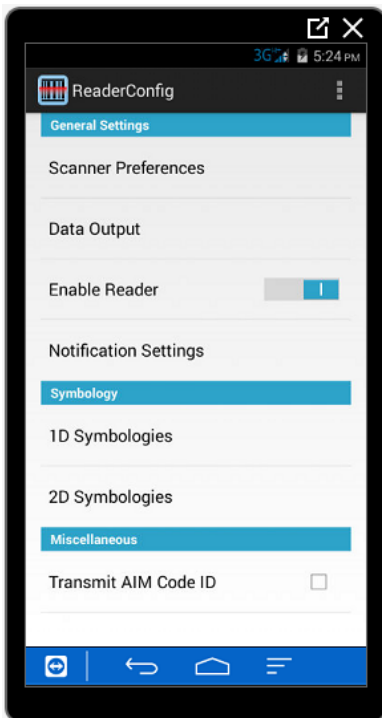 3G 5:24 PM
ReaderConfig
General Settings
Scanner Preferences
Data Output
Enable Reader
Notification Settings
Symbology
1D Symbologies
2D Symbologies
Miscellaneous
Transmit AIM Code ID